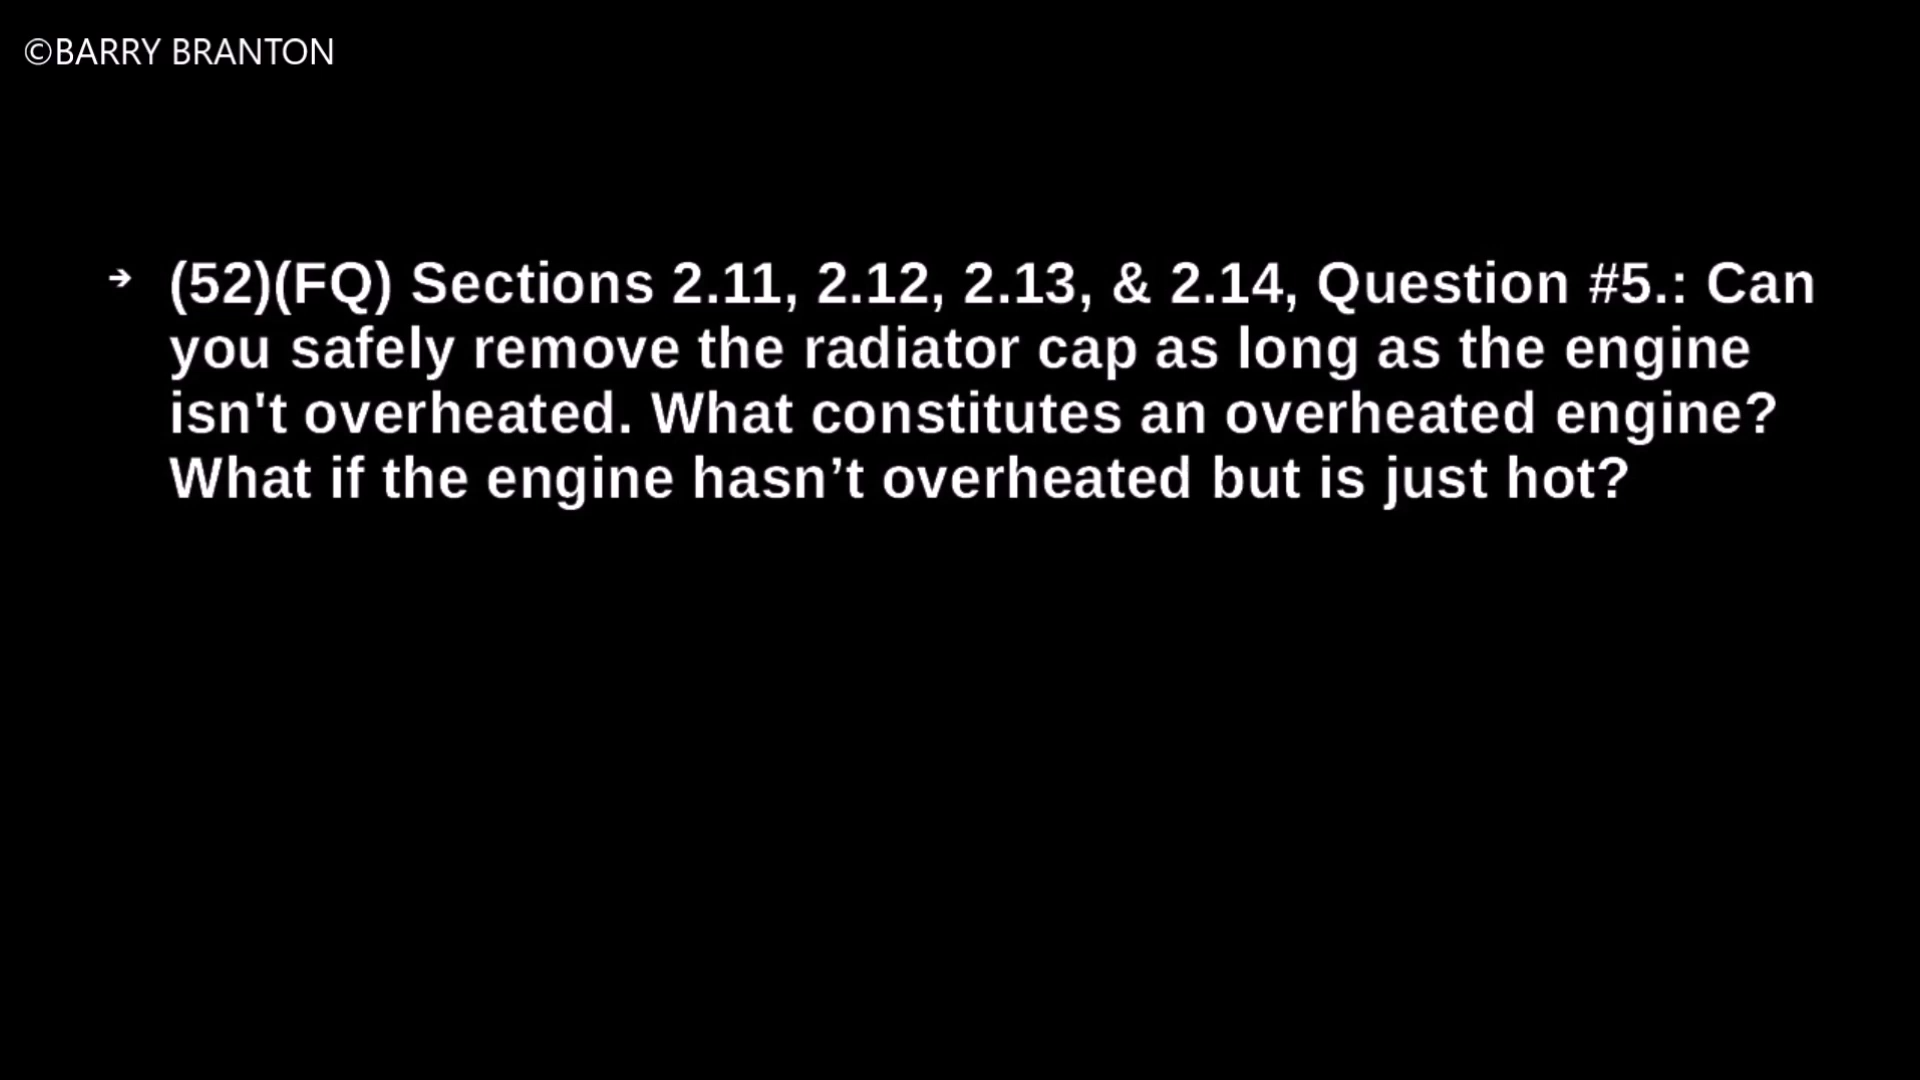 ©BARRY BRANTON
➔ (52)(FQ) Sections 2.11, 2.12, 2.13, & 2.14, Question #5.: Can
you safely remove the radiator cap as long as the engine
isn't overheated. What constitutes an overheated engine?
What if the engine hasn’t overheated but is just hot?